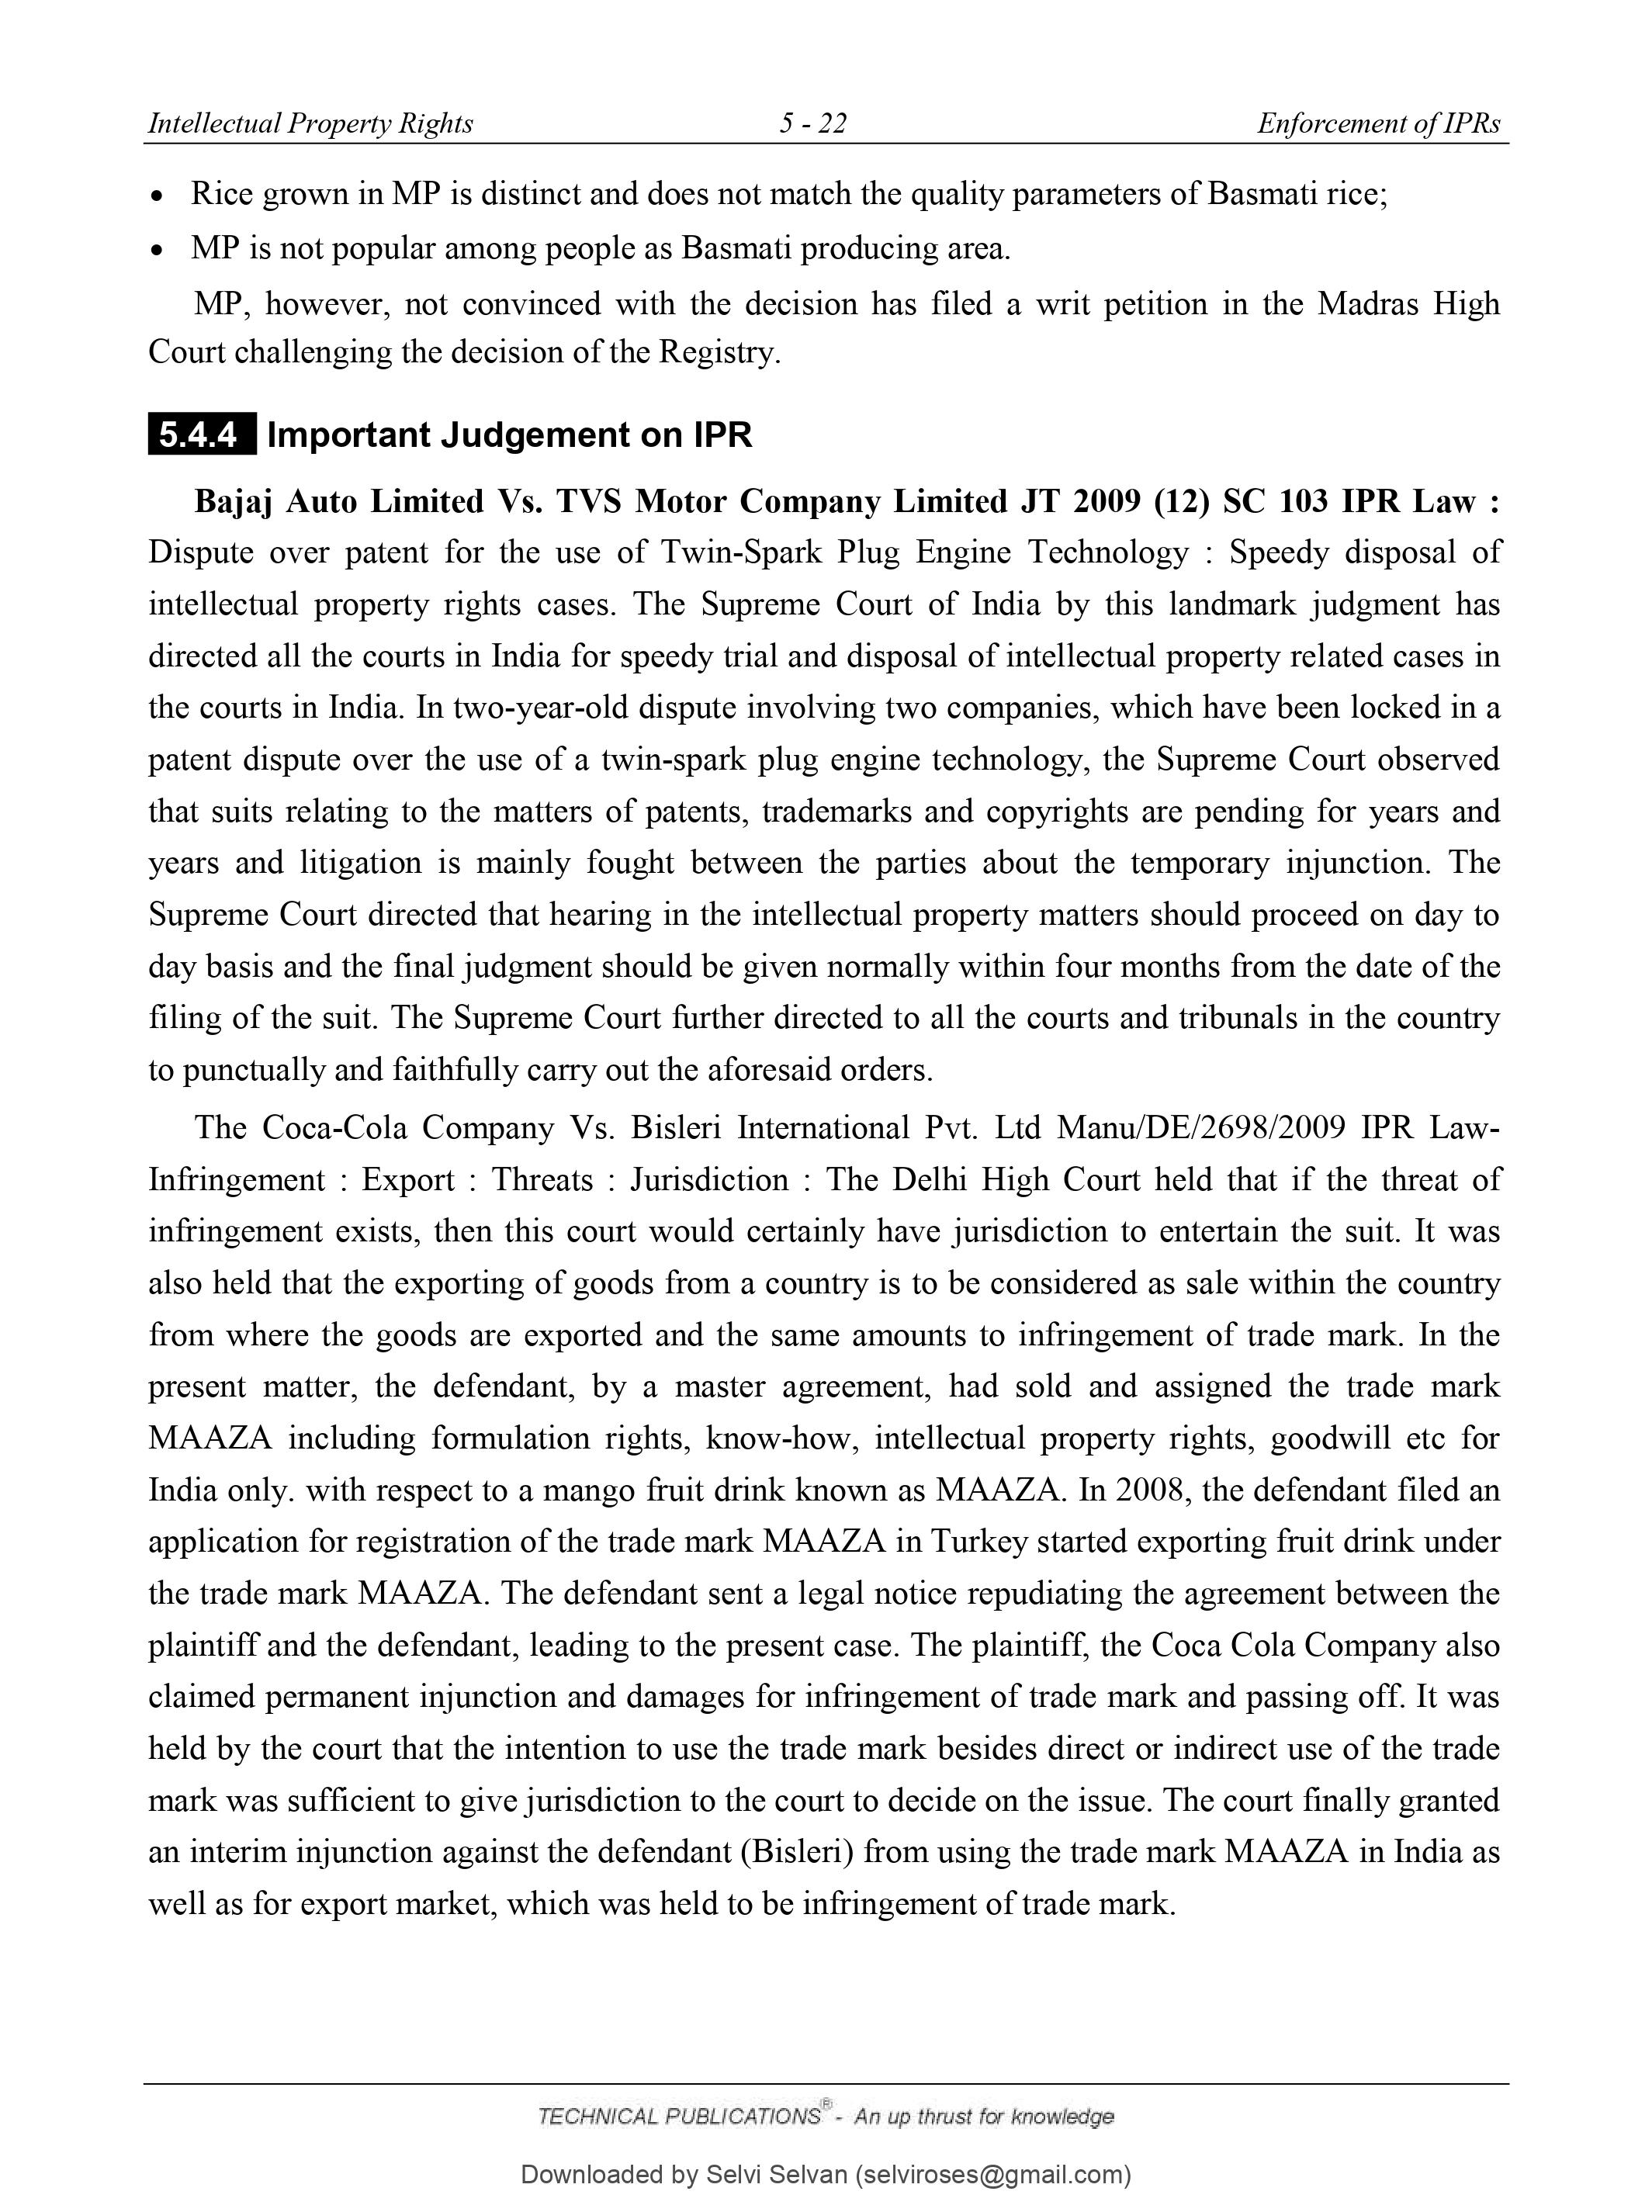 Intellectual Property Rights 5 - 22 Enforcement of IPRs
• Rice grown in MP is distinct and does not match the quality parameters of Basmati rice;
• MP is not popular among people as Basmati producing area.
MP, however, not convinced with the decision has filed a writ petition in the Madras High
Court challenging the decision of the Registry.
5.4.4 Important Judgement on IPR
Bajaj Auto Limited Vs. TVS Motor Company Limited JT 2009 (12) SC 103 IPR Law :
Dispute over patent for the use of Twin-Spark Plug Engine Technology : Speedy disposal of
intellectual property rights cases. The Supreme Court of India by this landmark judgment has
directed all the courts in India for speedy trial and disposal of intellectual property related cases in
the courts in India. In two-year-old dispute involving two companies, which have been locked in a
patent dispute over the use of a twin-spark plug engine technology, the Supreme Court observed
that suits relating to the matters of patents, trademarks and copyrights are pending for years and
years and litigation is mainly fought between the parties about the temporary injunction. The
Supreme Court directed that hearing in the intellectual property matters should proceed on day to
day basis and the final judgment should be given normally within four months from the date of the
filing of the suit. The Supreme Court further directed to all the courts and tribunals in the country
to punctually and faithfully carry out the aforesaid orders.
The Coca-Cola Company Vs. Bisleri International Pvt. Ltd Manu/DE/2698/2009 IPR Law-
Infringement : Export : Threats : Jurisdiction : The Delhi High Court held that if the threat of
infringement exists, then this court would certainly have jurisdiction to entertain the suit. It was
also held that the exporting of goods from a country is to be considered as sale within the country
from where the goods are exported and the same amounts to infringement of trade mark. In the
present matter, the defendant, by a master agreement, had sold and assigned the trade mark
MAAZA including formulation rights, know-how, intellectual property rights, goodwill etc for
India only. with respect to a mango fruit drink known as MAAZA. In 2008, the defendant filed an
application for registration of the trade mark MAAZA in Turkey started exporting fruit drink under
the trade mark MAAZA. The defendant sent a legal notice repudiating the agreement between the
plaintiff and the defendant, leading to the present case. The plaintiff, the Coca Cola Company also
claimed permanent injunction and damages for infringement of trade mark and passing off. It was
held by the court that the intention to use the trade mark besides direct or indirect use of the trade
mark was sufficient to give jurisdiction to the court to decide on the issue. The court finally granted
an interim injunction against the defendant (Bisleri) from using the trade mark MAAZA in India as
well as for export market, which was held to be infringement of trade mark.
TECHNICAL PUBLICATIONS® - An up thrust for knowledge
Downloaded by Selvi Selvan (selviroses@gmail.com)